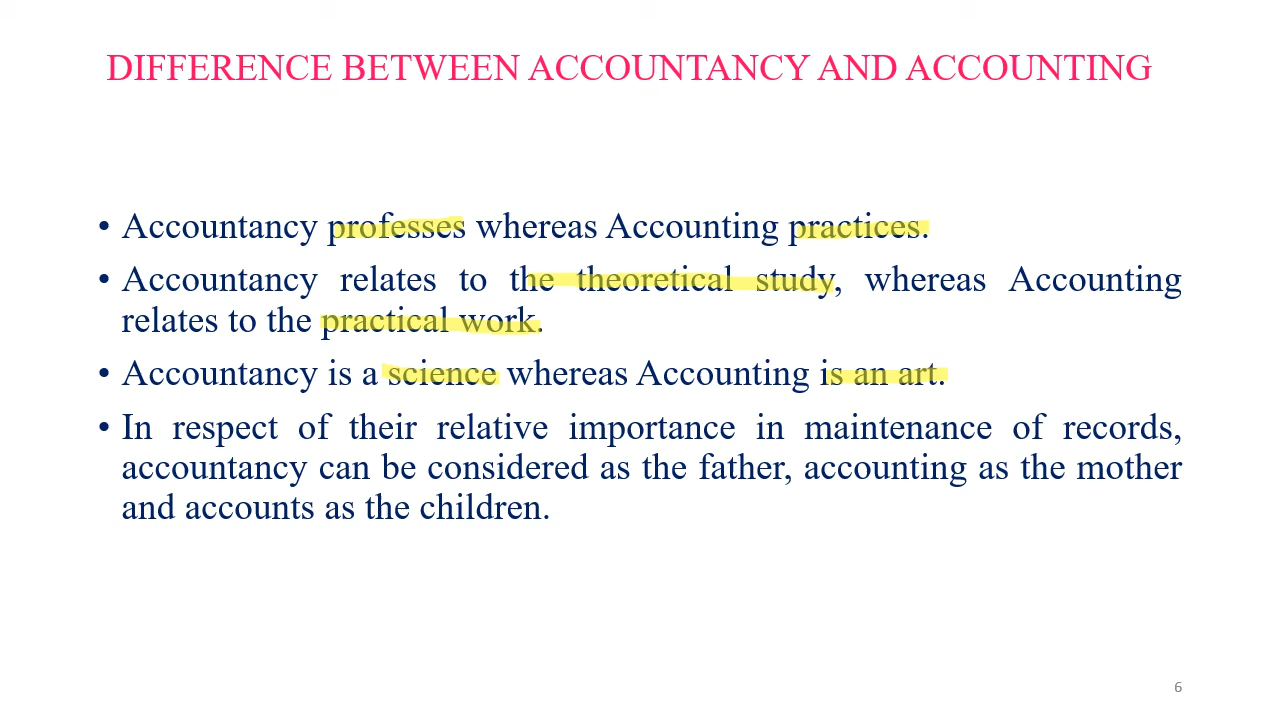 DIFFERENCE BETWEEN ACCOUNTANCY AND ACCOUNTING
• Accountancy professes whereas Accounting practices.
• Accountancy relates to the theoretical study, whereas Accounting
relates to the practical work.
• Accountancy is a science whereas Accounting is an art.
• In respect of their relative importance in maintenance of records,
accountancy can be considered as the father, accounting as the mother
and accounts as the children.
6